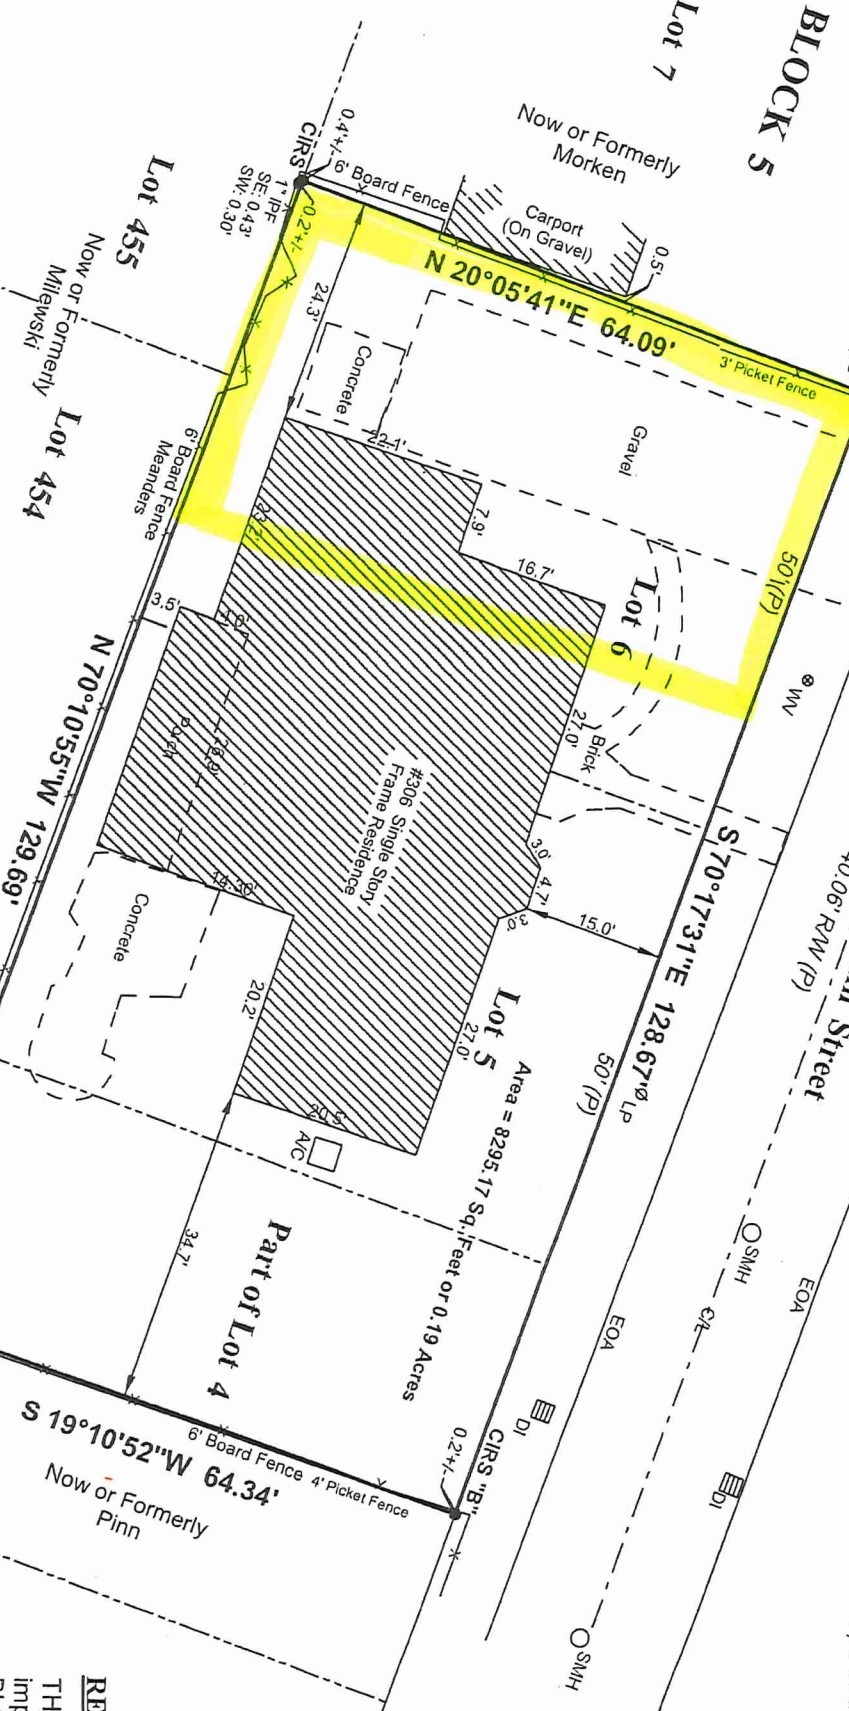 BLOCK 5
Lot 7
Now or Formerly
Morken
0.4'+/-
CIRS
6' Board Fence
1" IPF
SE: 0.43'
SW: 0.30'
0.2'+/-
Carport
(On Gravel)
0.5'
N 20°05'41"E 64.09'
3' Picket Fence
Lot 455
Now or Formerly
Milewski
Lot 454
24.3'
Concrete
Gravel
22.1'
7.9'
16.7'
6' Board Fence
Meanders
Lot 6
50'(P)
WV
3.5'
27.0'
Brick
N 70°10'55"W 129.69'
Porch
#306 Single Story
Frame Residence
3.0'
4.7'
3.0'
15.0'
S 70°17'31"E 128.67'
LP
40.06' R/W (P)
Street
14.30'
Concrete
20.2'
Lot 5
27.0'
50' (P)
Area = 8295.17 Sq. Feet or 0.19 Acres
20.5'
A/C
34.7'
Part of Lot 4
SMH
EOA
C/L
EOA
DI
DI
CIRS "B"
0.2'+/-
S 19°10'52"W 64.34'
6' Board Fence
4' Picket Fence
Now or Formerly
Pinn
SMH
RE
TH
imp